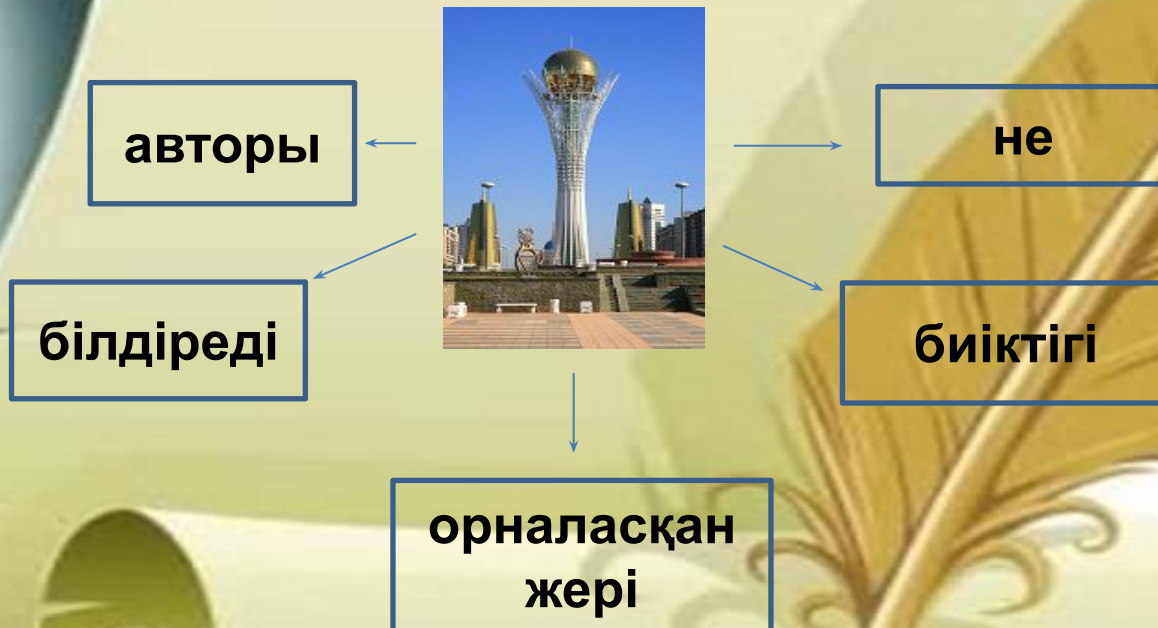 авторы
не
білдіреді
биіктігі
орналасқан
жері